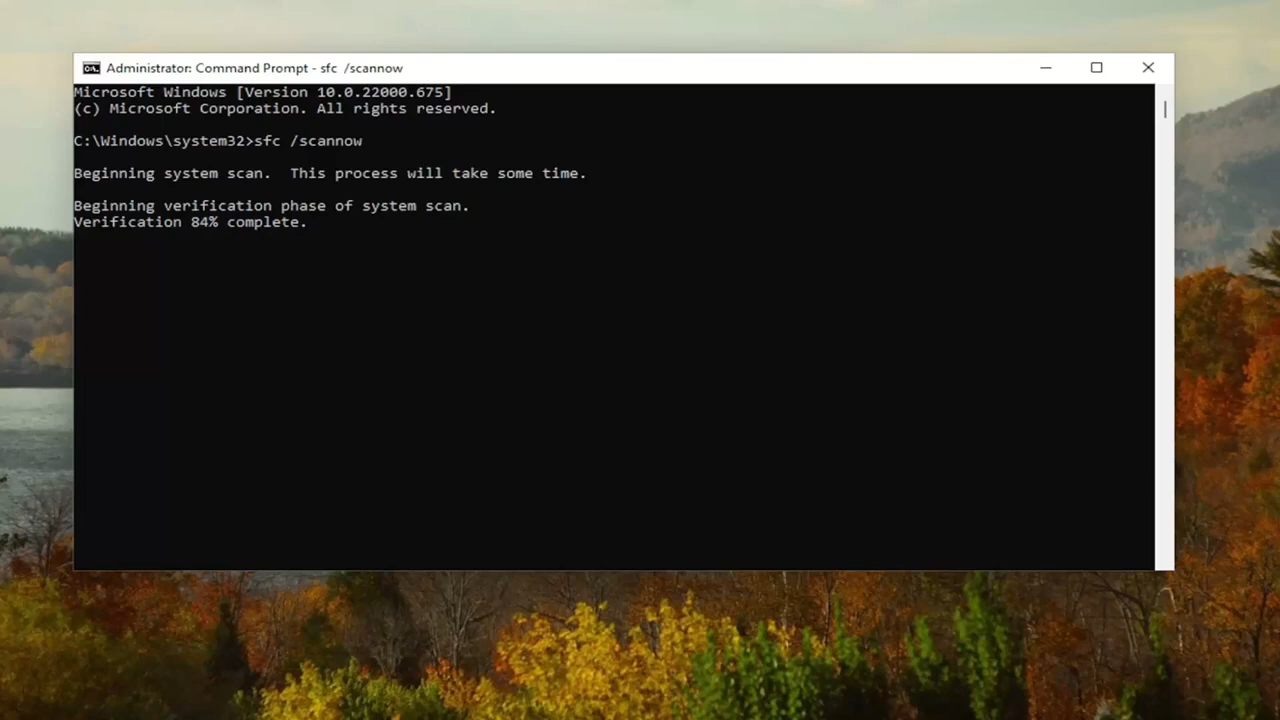 Administrator: Command Prompt - sfc  /scannow
Microsoft Windows [Version 10.0.22000.675]
(c) Microsoft Corporation. All rights reserved.
C:\Windows\system32>sfc /scannow
Beginning system scan.  This process will take some time.
Beginning verification phase of system scan.
Verification 84% complete.